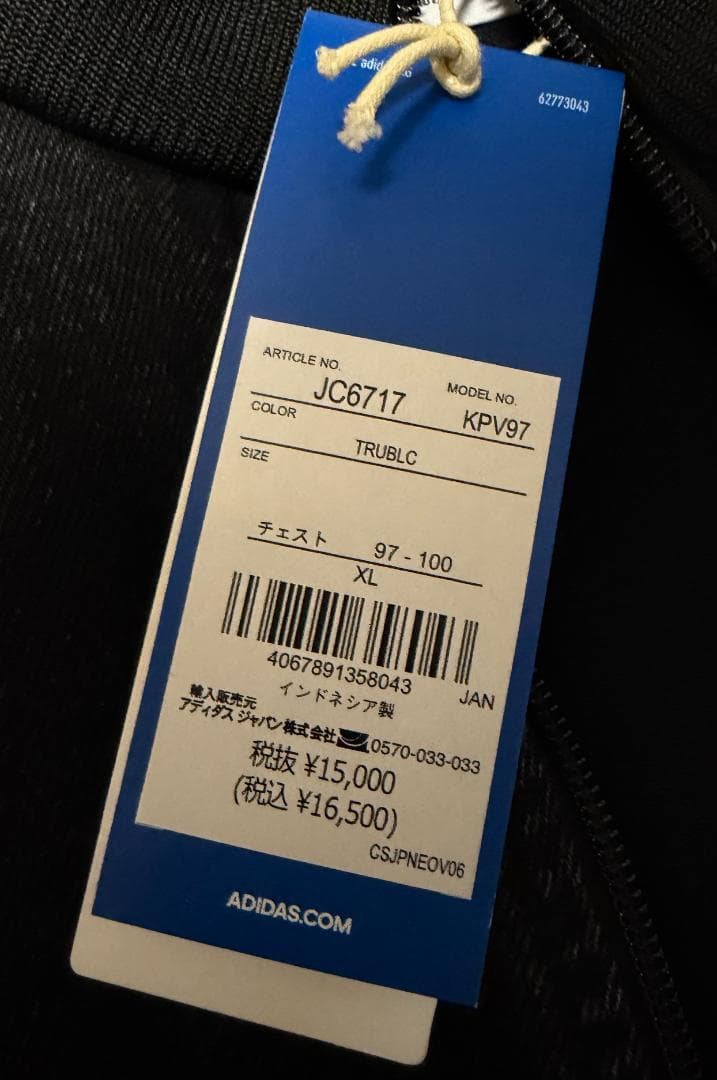 62773043
ARTICLE NO.
MODEL NO.
JC6717
KPV97
COLOR
TRUBLC
SIZE
チェスト 97 - 100
XL
4067891358043
JAN
インドネシア製
輸入販売元
アディダス ジャパン株式会社 0570-033-033
税抜 ¥15,000
(税込 ¥16,500)
CSJPNEOV06
ADIDAS.COM